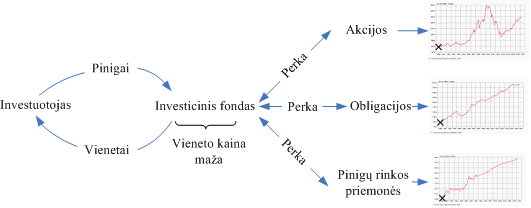 Pinigai
Investuotojas
Vienetai
Investicinis fondas
Vieneto kaina
maža
Perka
Akcijos
Perka
Obligacijos
Perka
Pinigų rinkos
priemonės